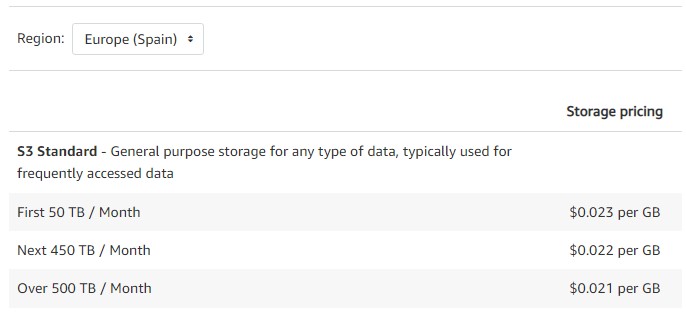 Region: Europe (Spain)
Storage pricing
S3 Standard - General purpose storage for any type of data, typically used for
frequently accessed data
First 50 TB / Month $0.023 per GB
Next 450 TB / Month $0.022 per GB
Over 500 TB / Month $0.021 per GB